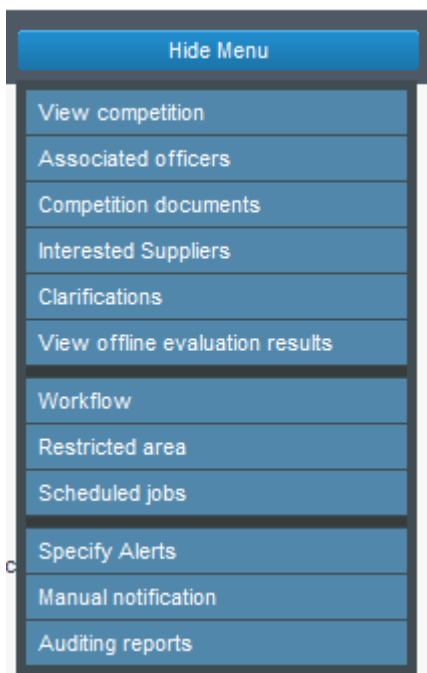 Hide Menu
View competition
Associated officers
Competition documents
Interested Suppliers
Clarifications
View offline evaluation results
Workflow
Restricted area
Scheduled jobs
Specify Alerts
Manual notification
Auditing reports